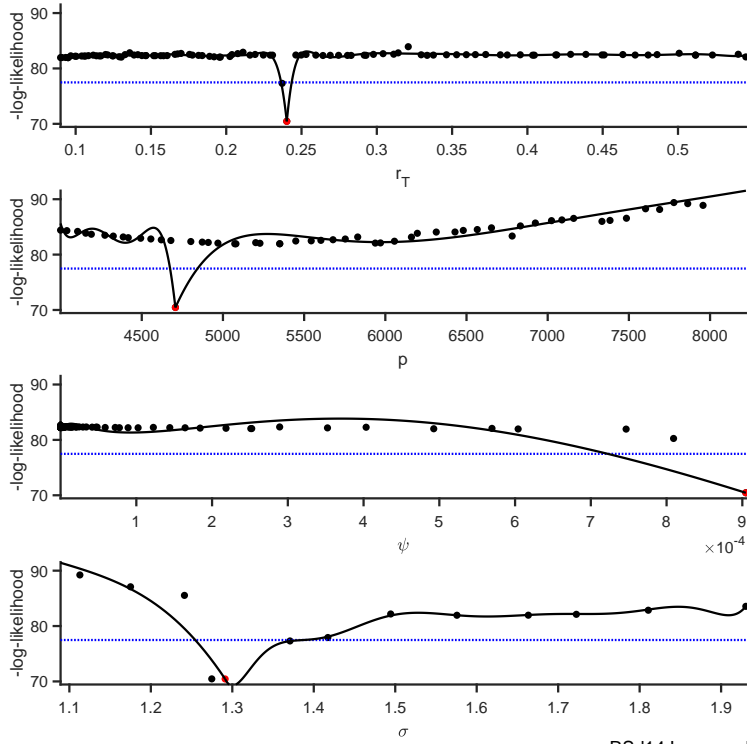 -log-likelihood
90
80
70
0.1 0.15 0.2 0.25 0.3 0.35 0.4 0.45 0.5
r_T
-log-likelihood
90
80
70
4500 5000 5500 6000 6500 7000 7500 8000
p
-log-likelihood
90
80
70
1 2 3 4 5 6 7 8 9
×10⁻⁴
ψ
-log-likelihood
90
80
70
1.1 1.2 1.3 1.4 1.5 1.6 1.7 1.8 1.9
σ